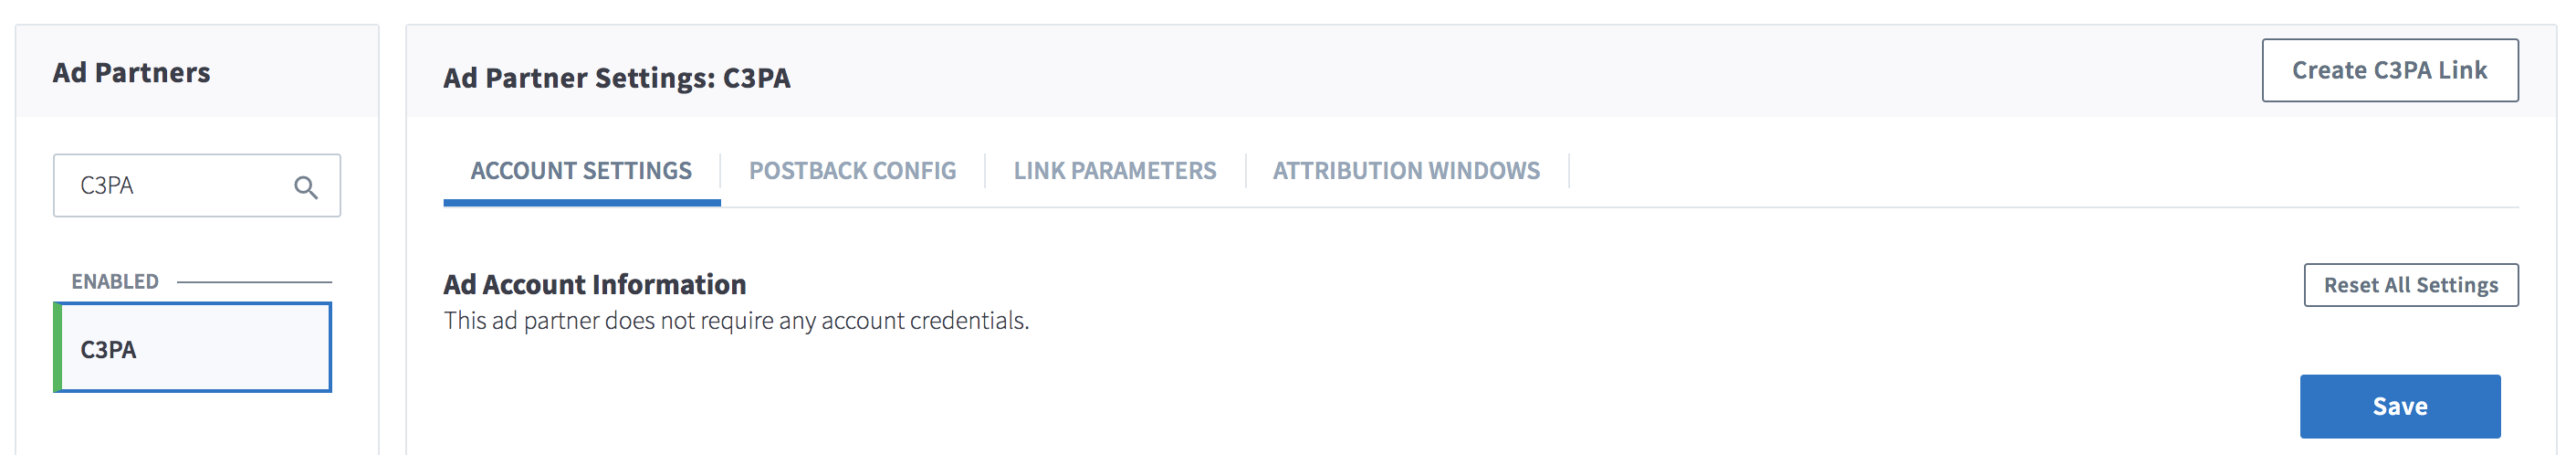 Ad Partners
C3PA
ENABLED
C3PA
Ad Partner Settings: C3PA
Create C3PA Link
ACCOUNT SETTINGS
POSTBACK CONFIG
LINK PARAMETERS
ATTRIBUTION WINDOWS
Ad Account Information
This ad partner does not require any account credentials.
Reset All Settings
Save